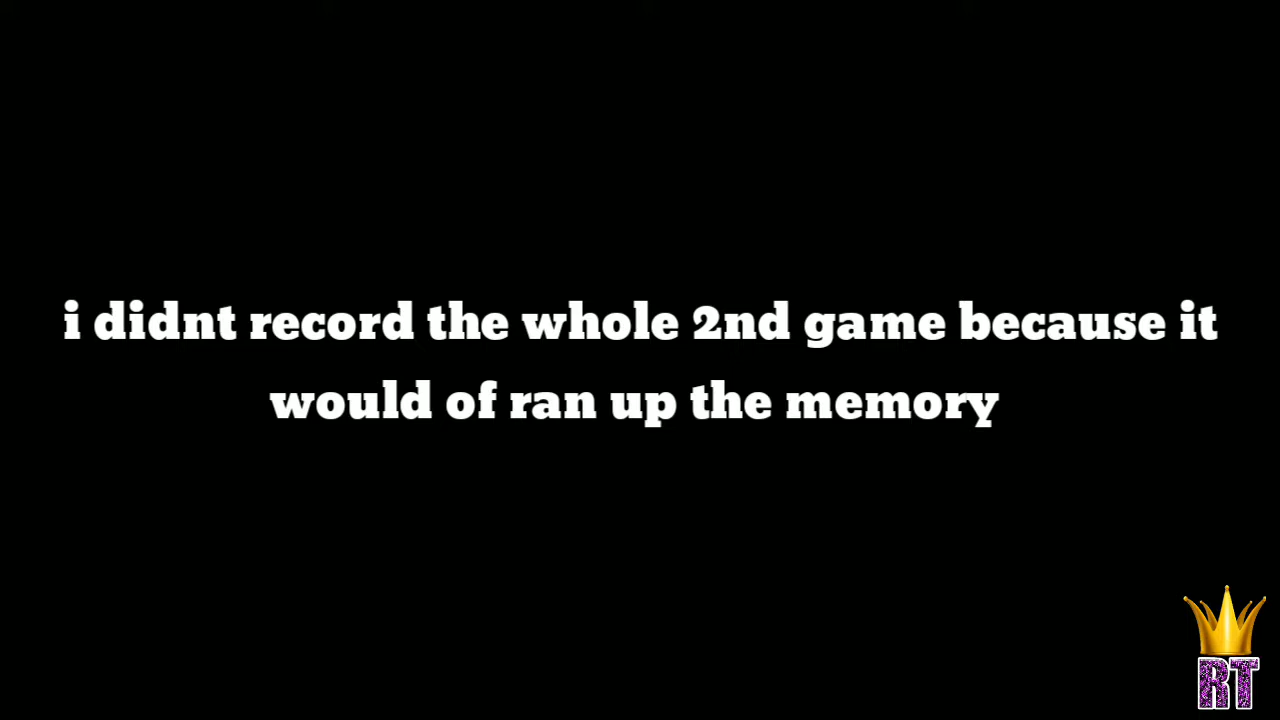 i didnt record the whole 2nd game because it
would of ran up the memory
RT